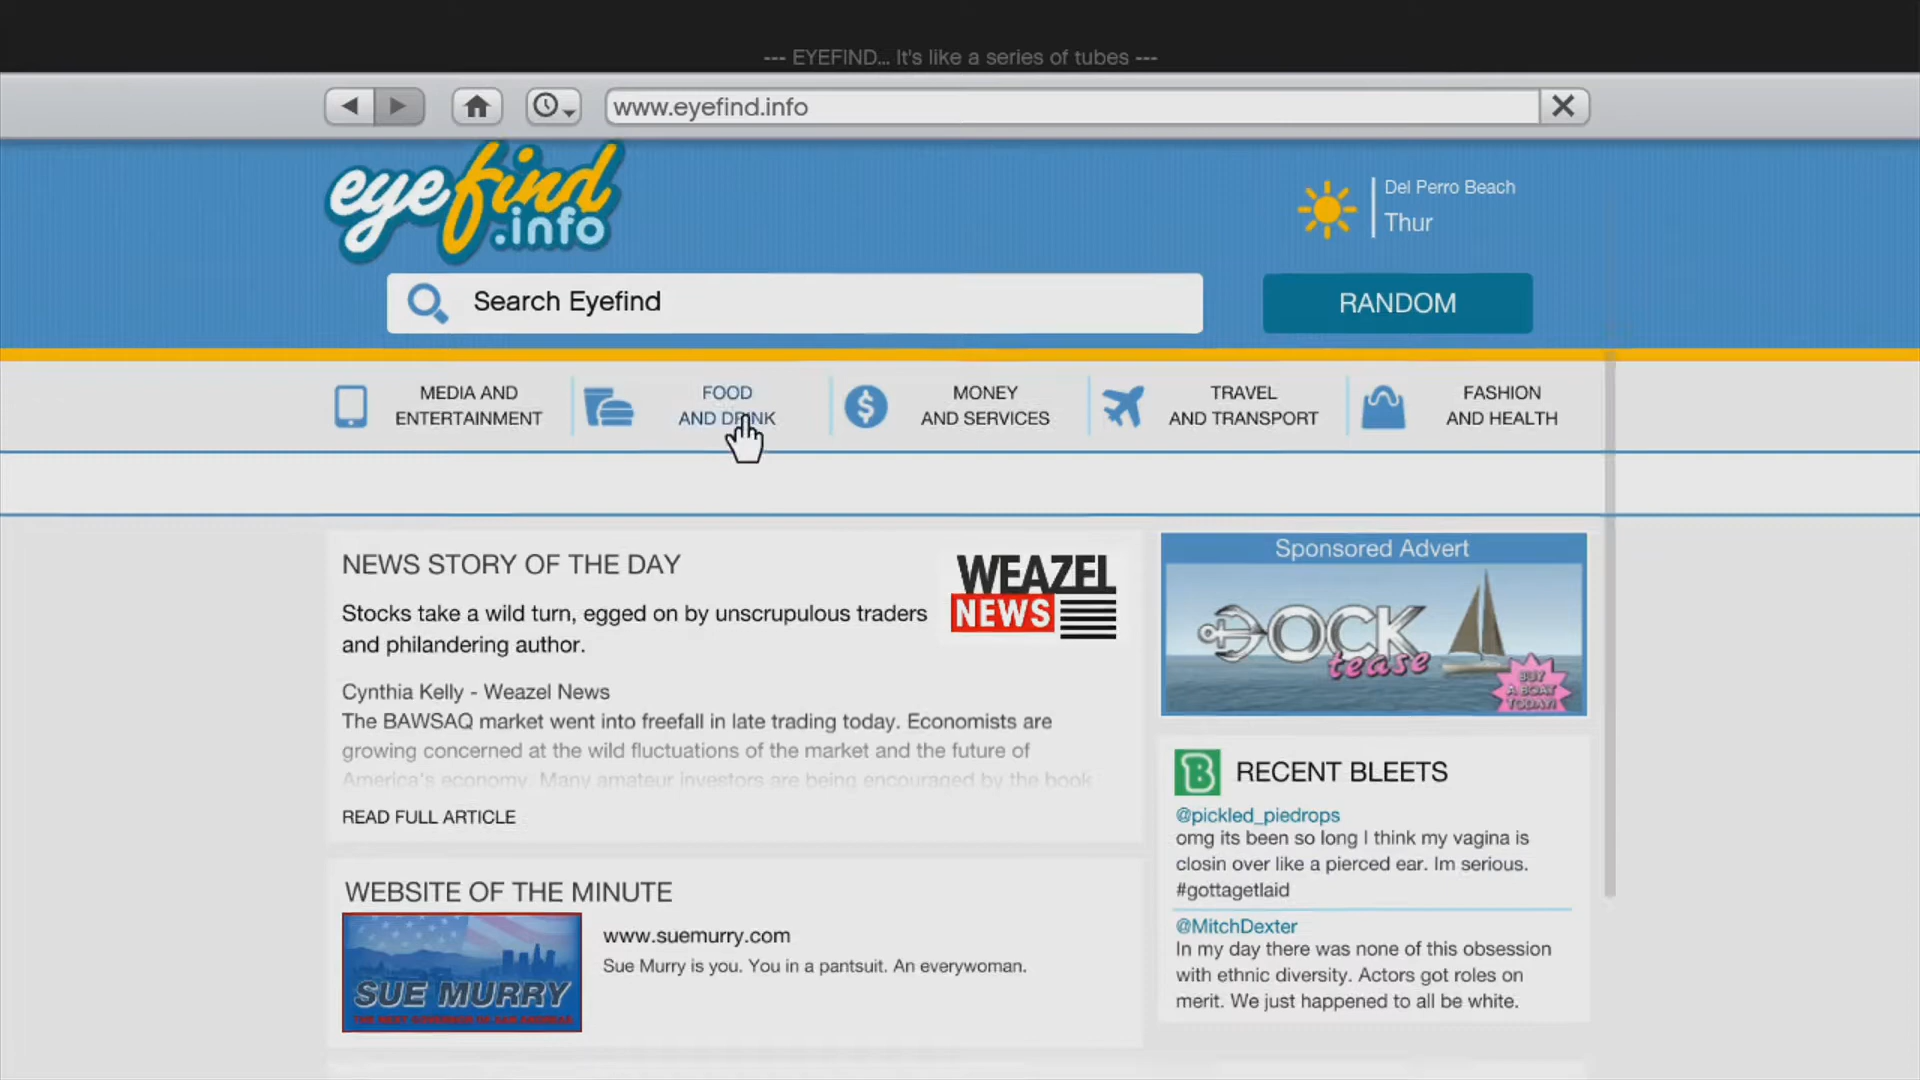 --- EYEFIND... It's like a series of tubes ---
www.eyefind.info
eyefind
.info
Del Perro Beach
Thur
Search Eyefind
RANDOM
MEDIA AND
ENTERTAINMENT
FOOD
AND DRINK
MONEY
AND SERVICES
TRAVEL
AND TRANSPORT
FASHION
AND HEALTH
NEWS STORY OF THE DAY
Stocks take a wild turn, egged on by unscrupulous traders
and philandering author.
Cynthia Kelly - Weazel News
The BAWSAQ market went into freefall in late trading today. Economists are
growing concerned at the wild fluctuations of the market and the future of
America's economy. Many amateur investors are being encouraged by the book
READ FULL ARTICLE
WEAZEL
NEWS
Sponsored Advert
DOCK
tease
BUY
A BOAT
TODAY!
WEBSITE OF THE MINUTE
SUE MURRY
www.suemurry.com
Sue Murry is you. You in a pantsuit. An everywoman.
B RECENT BLEETS
@pickled_piedrops
omg its been so long I think my vagina is
closin over like a pierced ear. Im serious.
#gottagetlaid
@MitchDexter
In my day there was none of this obsession
with ethnic diversity. Actors got roles on
merit. We just happened to all be white.